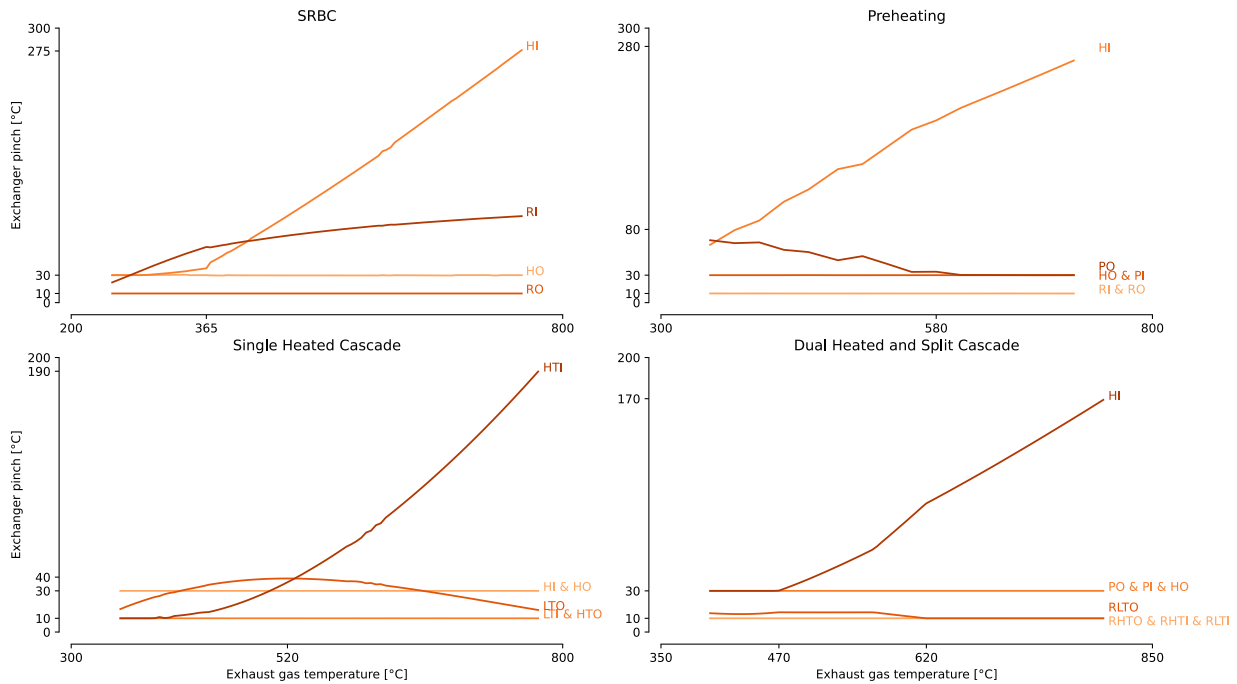 SRBC
300
275
30
10
0
Exchanger pinch [°C]
HI
RI
HO
RO
200
365
800
Preheating
300
280
80
30
10
0
HI
PO
HO & PI
RI & RO
300
580
800
Single Heated Cascade
200
190
40
30
10
0
Exchanger pinch [°C]
HTI
HI & HO
LTO
LTI & HTO
300
520
800
Exhaust gas temperature [°C]
Dual Heated and Split Cascade
200
170
30
10
0
HI
PO & PI & HO
RLTO
RHTO & RHTI & RLTI
350
470
620
850
Exhaust gas temperature [°C]